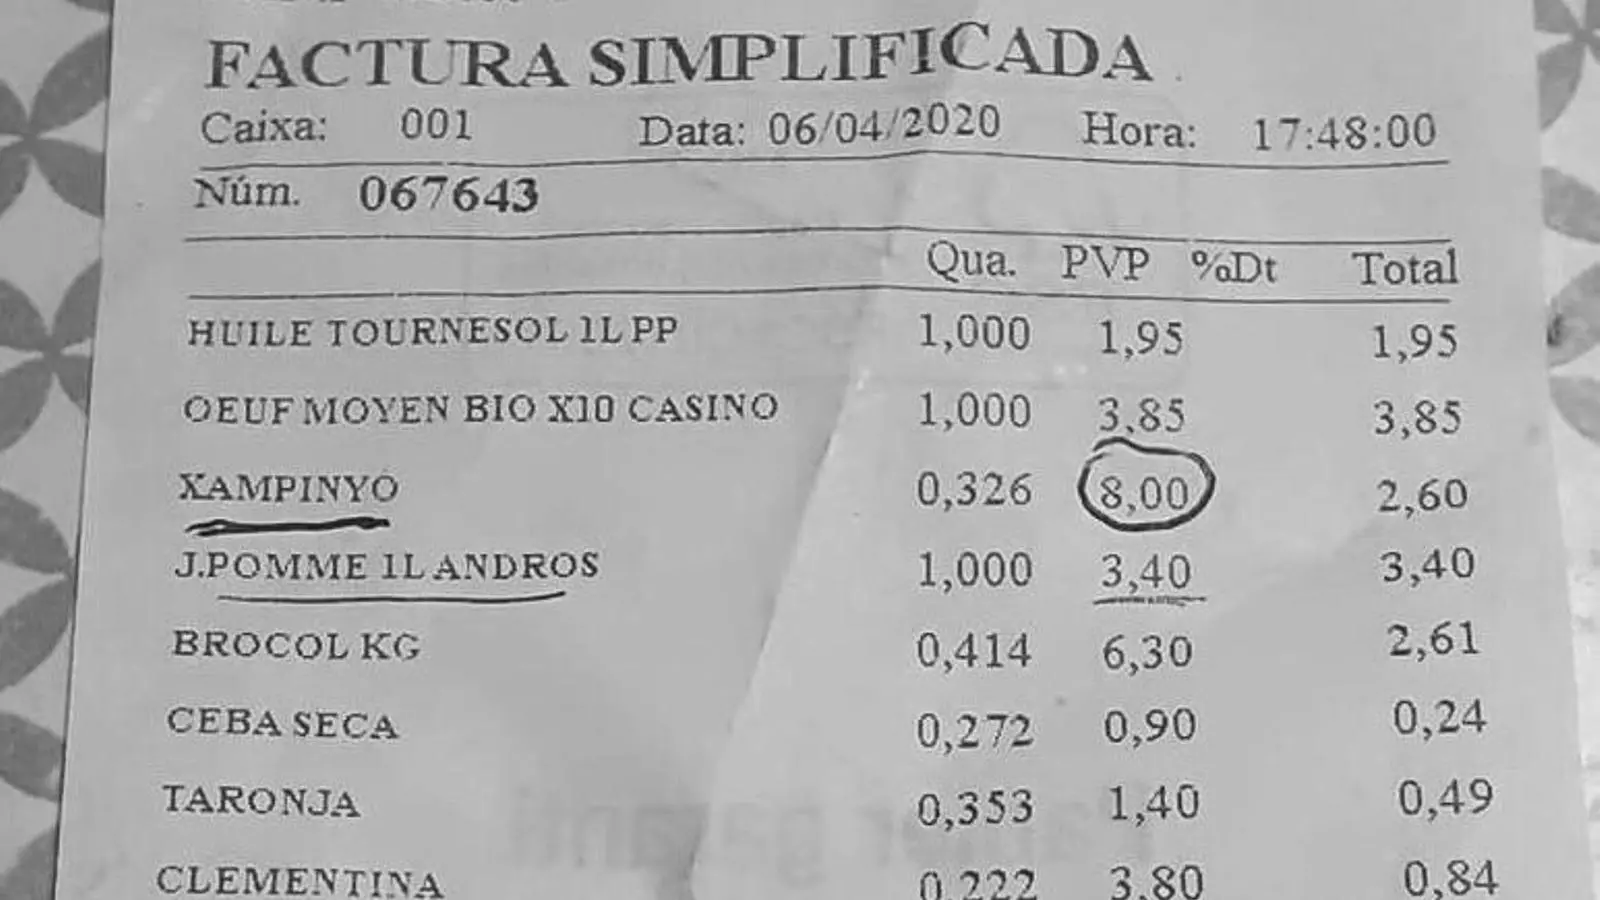 FACTURA SIMPLIFICADA
Caixa: 001 Data: 06/04/2020 Hora: 17:48:00
Núm. 067643
Qua. PVP %Dt Total
HUILE TOURNESOL 1L PP 1,000 1,95 1,95
OEUF MOYEN BIO X10 CASINO 1,000 3,85 3,85
XAMPINYO 0,326 8,00 2,60
J.POMME 1L ANDROS 1,000 3,40 3,40
BROCOL KG 0,414 6,30 2,61
CEBA SECA 0,272 0,90 0,24
TARONJA 0,353 1,40 0,49
CLEMENTINA 0,222 3,80 0,84